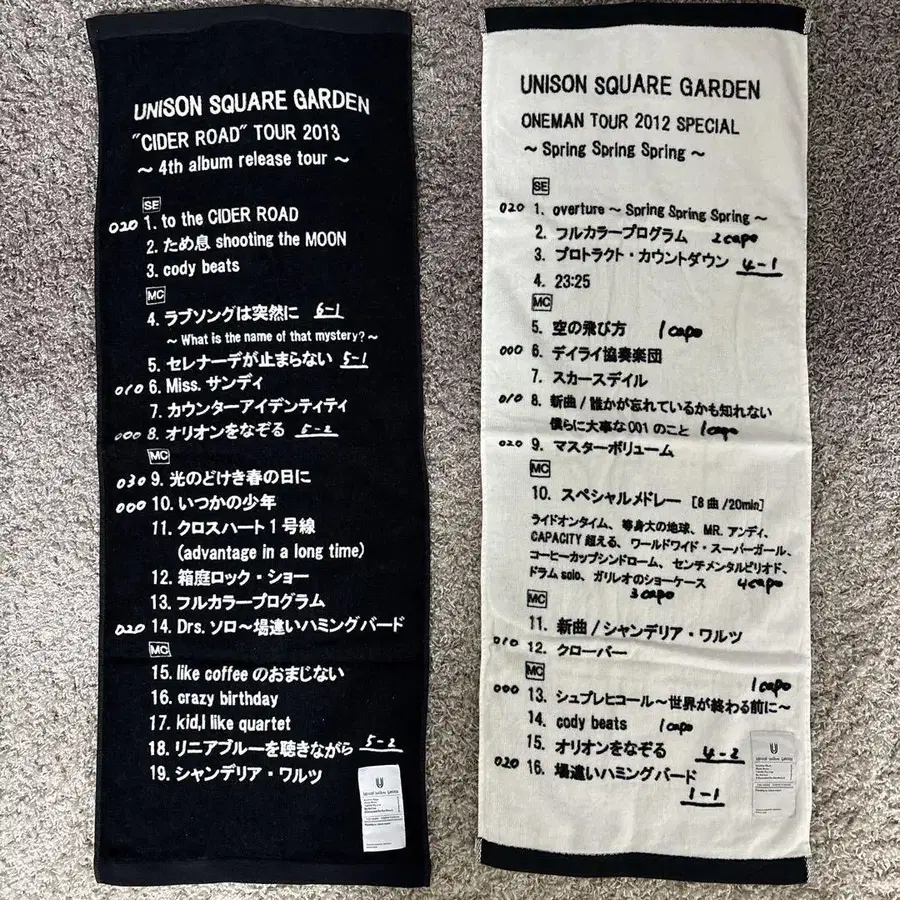 UNISON SQUARE GARDEN
"CIDER ROAD" TOUR 2013
～ 4th album release tour ～
SE
020 1. to the CIDER ROAD
2. ため息 shooting the MOON
3. cody beats
MC
4. ラブソングは突然に 6-1
～ What is the name of that mystery? ～
5. セレナーデが止まらない 5-1
010 6. Miss. サンディ
7. カウンターアイデンティティ
000 8. オリオンをなぞる 5-2
MC
030 9. 光のどけき春の日に
000 10. いつかの少年
11. クロスハート1号線
(advantage in a long time)
12. 箱庭ロック・ショー
13. フルカラープログラム
020 14. Drs. ソロ～場違いハミングバード
MC
15. like coffee のおまじない
16. crazy birthday
17. kid,I like quartet
18. リニアブルーを聴きながら 5-2
19. シャンデリア・ワルツ
UNISON SQUARE GARDEN
ONEMAN TOUR 2012 SPECIAL
～ Spring Spring Spring ～
SE
020 1. overture ～ Spring Spring Spring ～
2. フルカラープログラム 2capo
3. プロトラクト・カウントダウン 4-1
4. 23:25
MC
5. 空の飛び方 1capo
000 6. デイライ協奏楽団
7. スカースデイル
010 8. 新曲 / 誰かが忘れているかも知れない
僕らに大事な001のこと 1capo
020 9. マスターボリューム
MC
10. スペシャルメドレー [8曲/20min]
ライドオンタイム、等身大の地球、MR. アンディ、
CAPACITY超える、ワールドワイド・スーパーガール、
コーヒーカップシンドローム、センチメンタルピリオド、
ドラムsolo、ガリレオのショーケース 4capo
3capo
MC
11. 新曲 / シャンデリア・ワルツ
010 12. クローバー
MC
1capo
000 13. シュプレヒコール～世界が終わる前に～
14. cody beats 1capo
15. オリオンをなぞる 4-2
020 16. 場違いハミングバード
1-1